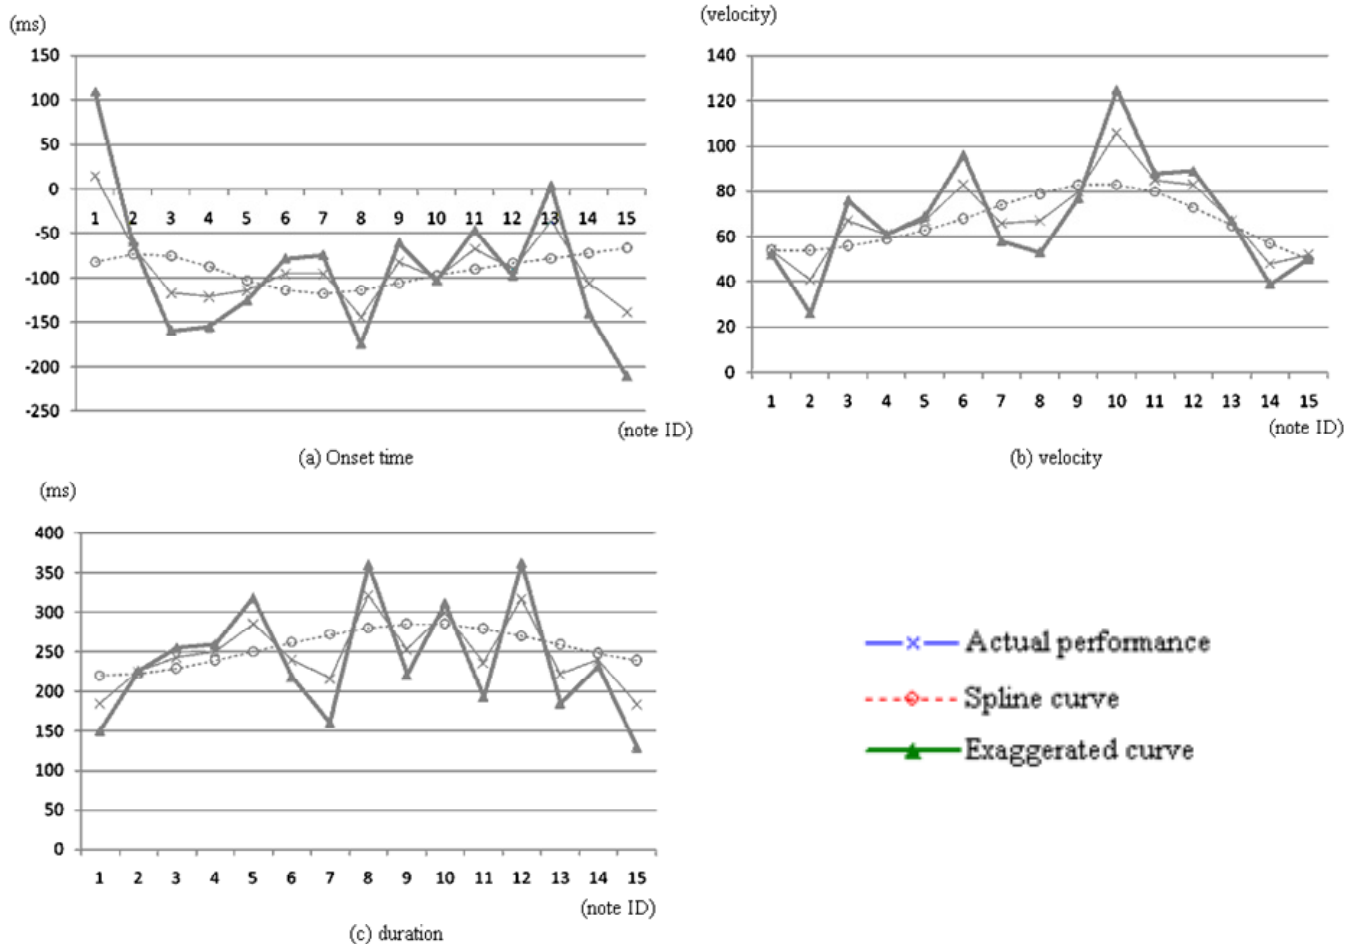 (ms)
150
100
50
0
-50
-100
-150
-200
-250
1 2 3 4 5 6 7 8 9 10 11 12 13 14 15
(note ID)
(a) Onset time
(velocity)
140
120
100
80
60
40
20
0
1 2 3 4 5 6 7 8 9 10 11 12 13 14 15
(note ID)
(b) velocity
(ms)
400
350
300
250
200
150
100
50
0
1 2 3 4 5 6 7 8 9 10 11 12 13 14 15
(note ID)
(c) duration
Actual performance
Spline curve
Exaggerated curve